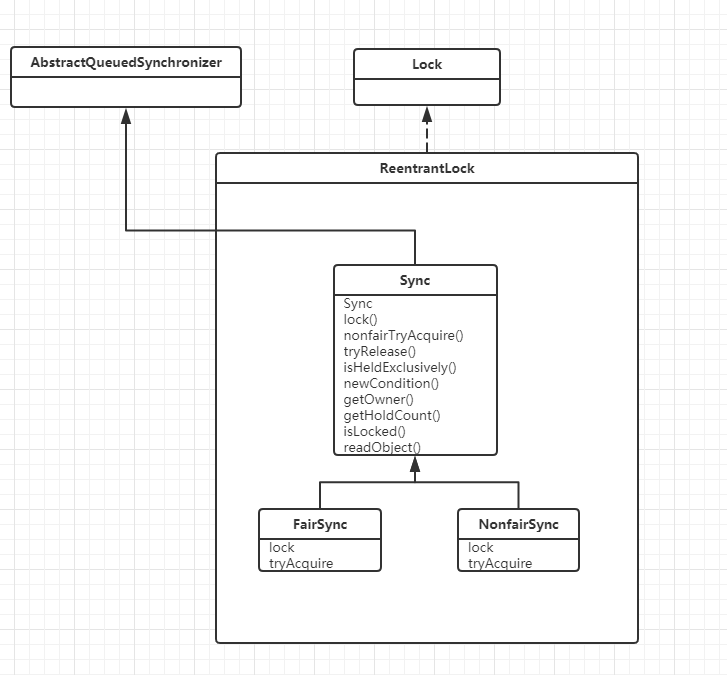 AbstractQueuedSynchronizer
Lock
ReentrantLock
Sync
Sync
lock()
nonfairTryAcquire()
tryRelease()
isHeldExclusively()
newCondition()
getOwner()
getHoldCount()
isLocked()
readObject()
FairSync
lock
tryAcquire
NonfairSync
lock
tryAcquire